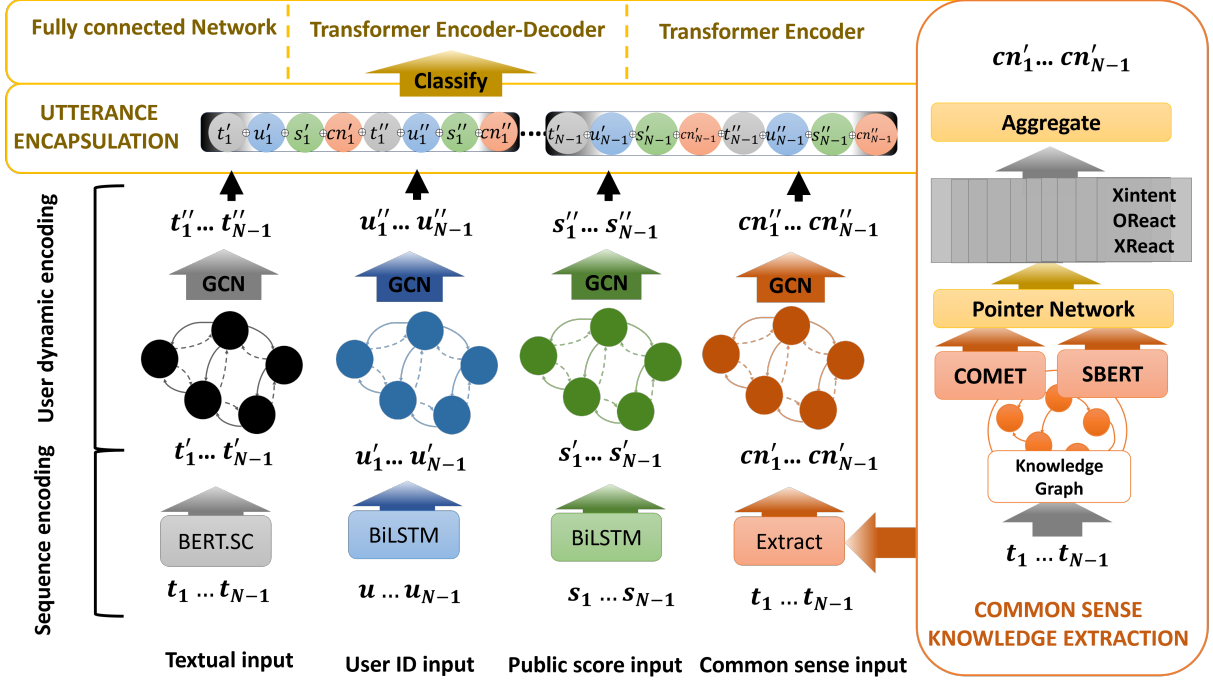 Fully connected Network
Transformer Encoder-Decoder
Transformer Encoder
Classify
UTTERANCE
ENCAPSULATION
t′₁ ⊕ u′₁ ⊕ s′₁ ⊕ cn′₁ ⊕ t″₁ ⊕ u″₁ ⊕ s″₁ ⊕ cn″₁ .... t′N-1 ⊕ u′N-1 ⊕ s′N-1 ⊕ cn′N-1 ⊕ t″N-1 ⊕ u″N-1 ⊕ s″N-1 ⊕ cn″N-1
User dynamic encoding
t″₁ ... t″N-1
u″₁ ... u″N-1
s″₁ ... s″N-1
cn″₁ ... cn″N-1
GCN
GCN
GCN
GCN
t′₁ ... t′N-1
u′₁ ... u′N-1
s′₁ ... s′N-1
cn′₁ ... cn′N-1
Sequence encoding
BERT.SC
BiLSTM
BiLSTM
Extract
t₁ ... tN-1
u ... uN-1
s₁ ... sN-1
t₁ ... tN-1
Textual input
User ID input
Public score input
Common sense input
cn′₁ ... cn′N-1
Aggregate
Xintent
OReact
XReact
Pointer Network
COMET
SBERT
Knowledge
Graph
t₁ ... tN-1
COMMON SENSE
KNOWLEDGE EXTRACTION